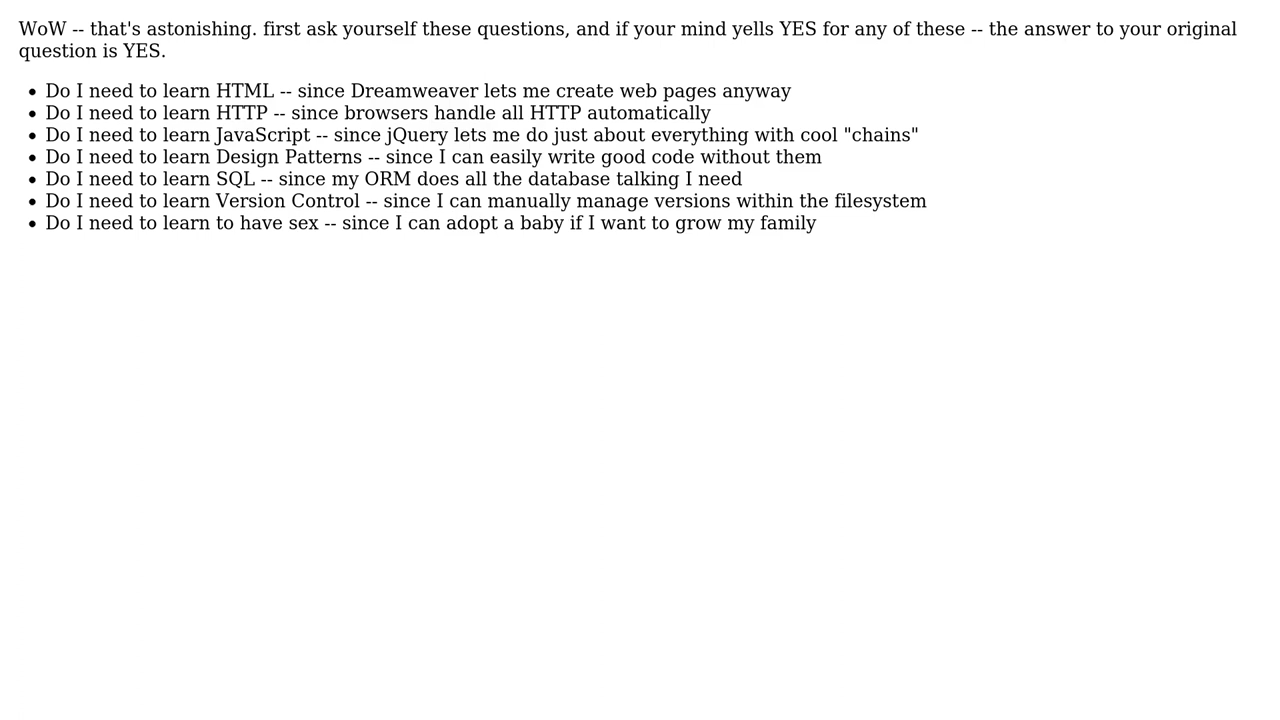 WoW -- that's astonishing. first ask yourself these questions, and if your mind yells YES for any of these -- the answer to your original
question is YES.
• Do I need to learn HTML -- since Dreamweaver lets me create web pages anyway
• Do I need to learn HTTP -- since browsers handle all HTTP automatically
• Do I need to learn JavaScript -- since jQuery lets me do just about everything with cool "chains"
• Do I need to learn Design Patterns -- since I can easily write good code without them
• Do I need to learn SQL -- since my ORM does all the database talking I need
• Do I need to learn Version Control -- since I can manually manage versions within the filesystem
• Do I need to learn to have sex -- since I can adopt a baby if I want to grow my family